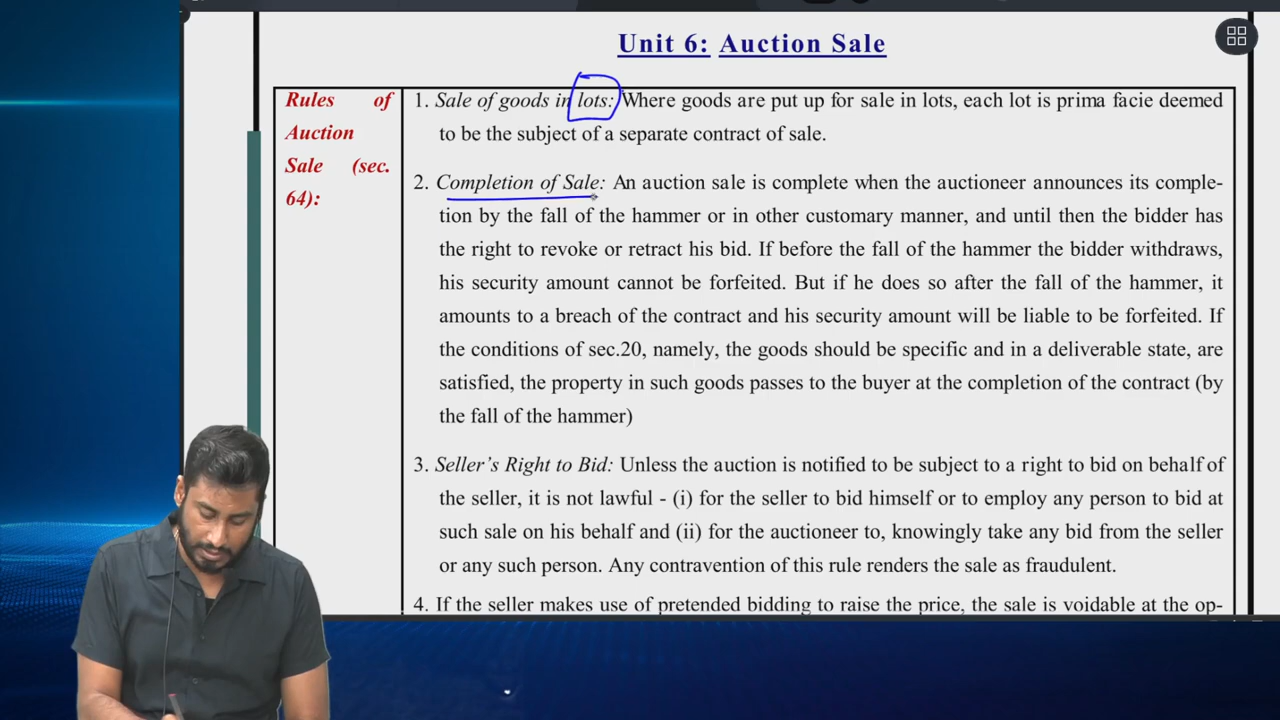 Unit 6: Auction Sale
Rules of
Auction
Sale (sec.
64):
1. Sale of goods in lots: Where goods are put up for sale in lots, each lot is prima facie deemed
to be the subject of a separate contract of sale.
2. Completion of Sale: An auction sale is complete when the auctioneer announces its comple-
tion by the fall of the hammer or in other customary manner, and until then the bidder has
the right to revoke or retract his bid. If before the fall of the hammer the bidder withdraws,
his security amount cannot be forfeited. But if he does so after the fall of the hammer, it
amounts to a breach of the contract and his security amount will be liable to be forfeited. If
the conditions of sec.20, namely, the goods should be specific and in a deliverable state, are
satisfied, the property in such goods passes to the buyer at the completion of the contract (by
the fall of the hammer)
3. Seller's Right to Bid: Unless the auction is notified to be subject to a right to bid on behalf of
the seller, it is not lawful - (i) for the seller to bid himself or to employ any person to bid at
such sale on his behalf and (ii) for the auctioneer to, knowingly take any bid from the seller
or any such person. Any contravention of this rule renders the sale as fraudulent.
4. If the seller makes use of pretended bidding to raise the price, the sale is voidable at the op-